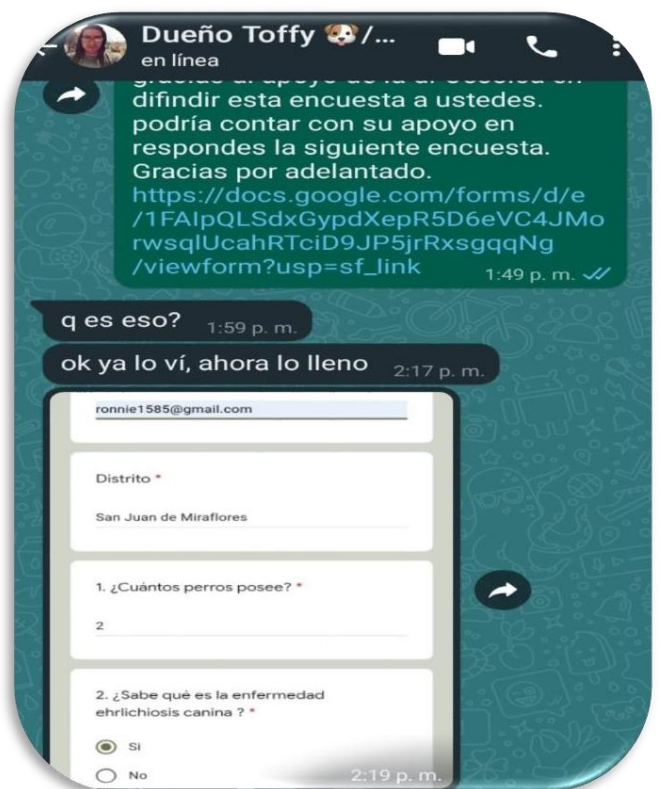 Dueño Toffy 🐶/...
en línea
difindir esta encuesta a ustedes.
podría contar con su apoyo en
respondes la siguiente encuesta.
Gracias por adelantado.
https://docs.google.com/forms/d/e
/1FAIpQLSdxGypdXepR5D6eVC4JMo
rwsqlUcahRTciD9JP5jrRxsgqqNg
/viewform?usp=sf_link
1:49 p. m.
q es eso? 1:59 p. m.
ok ya lo ví, ahora lo lleno 2:17 p. m.
ronnie1585@gmail.com
Distrito *
San Juan de Miraflores
1. ¿Cuántos perros posee? *
2
2. ¿Sabe qué es la enfermedad
ehrlichiosis canina ? *
Si
No
2:19 p. m.